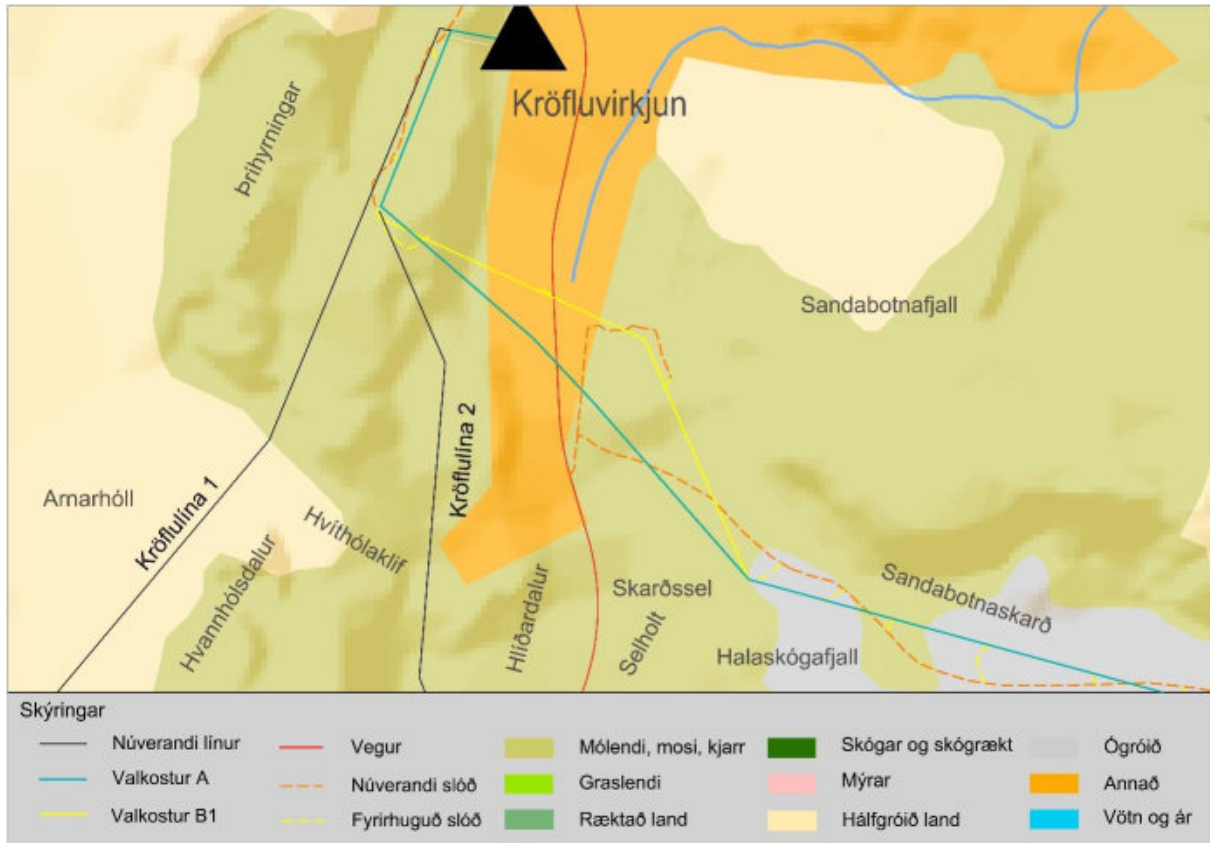 Kröfluvirkjun
Þríhyrningar
Sandabotnafjall
Kröflulína 2
Arnarhóll
Kröflulína 1
Hvíthólaklif
Hvannhólsdalur
Hlíðardalur
Skarðssel
Selholt
Sandabotnaskarð
Halaskógafjall
Skýringar
Núverandi línur
Vegur
Mólendi, mosi, kjarr
Skógar og skógrækt
Ógróið
Valkostur A
Núverandi slóð
Graslendi
Mýrar
Annað
Valkostur B1
Fyrirhuguð slóð
Ræktað land
Hálfgróið land
Vötn og ár